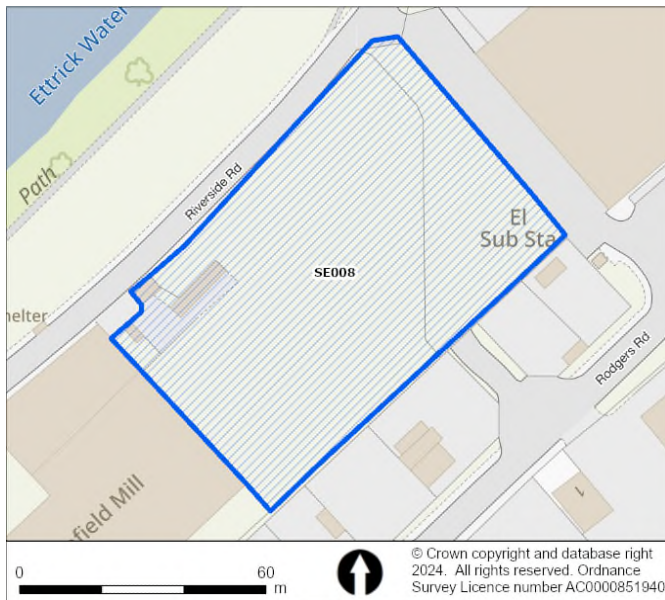 Ettrick Water
Path
Riverside Rd
El
Sub Sta
SE008
helter
Rodgers Rd
field Mill
1
0
60
m
© Crown copyright and database right
2024. All rights reserved. Ordnance
Survey Licence number AC0000851940